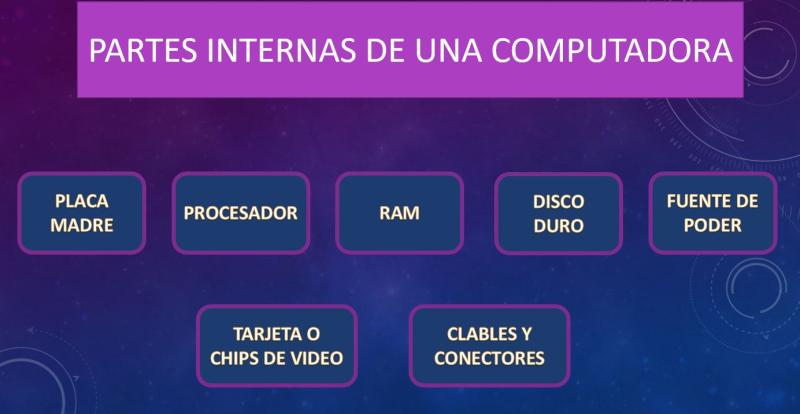 PARTES INTERNAS DE UNA COMPUTADORA
PLACA
MADRE
PROCESADOR
RAM
DISCO
DURO
FUENTE DE
PODER
TARJETA O
CHIPS DE VIDEO
CLABLES Y
CONECTORES